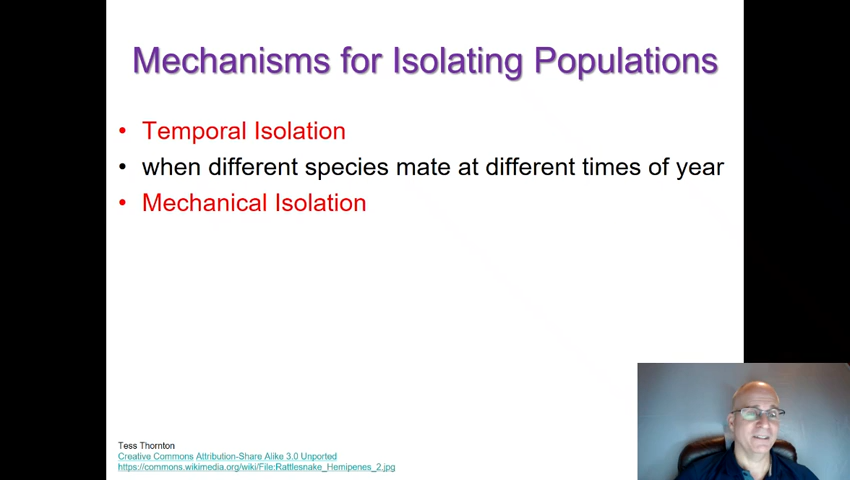 Mechanisms for Isolating Populations
• Temporal Isolation
• when different species mate at different times of year
• Mechanical Isolation
Tess Thornton
Creative Commons Attribution-Share Alike 3.0 Unported
https://commons.wikimedia.org/wiki/File:Rattlesnake_Hemipenes_2.jpg